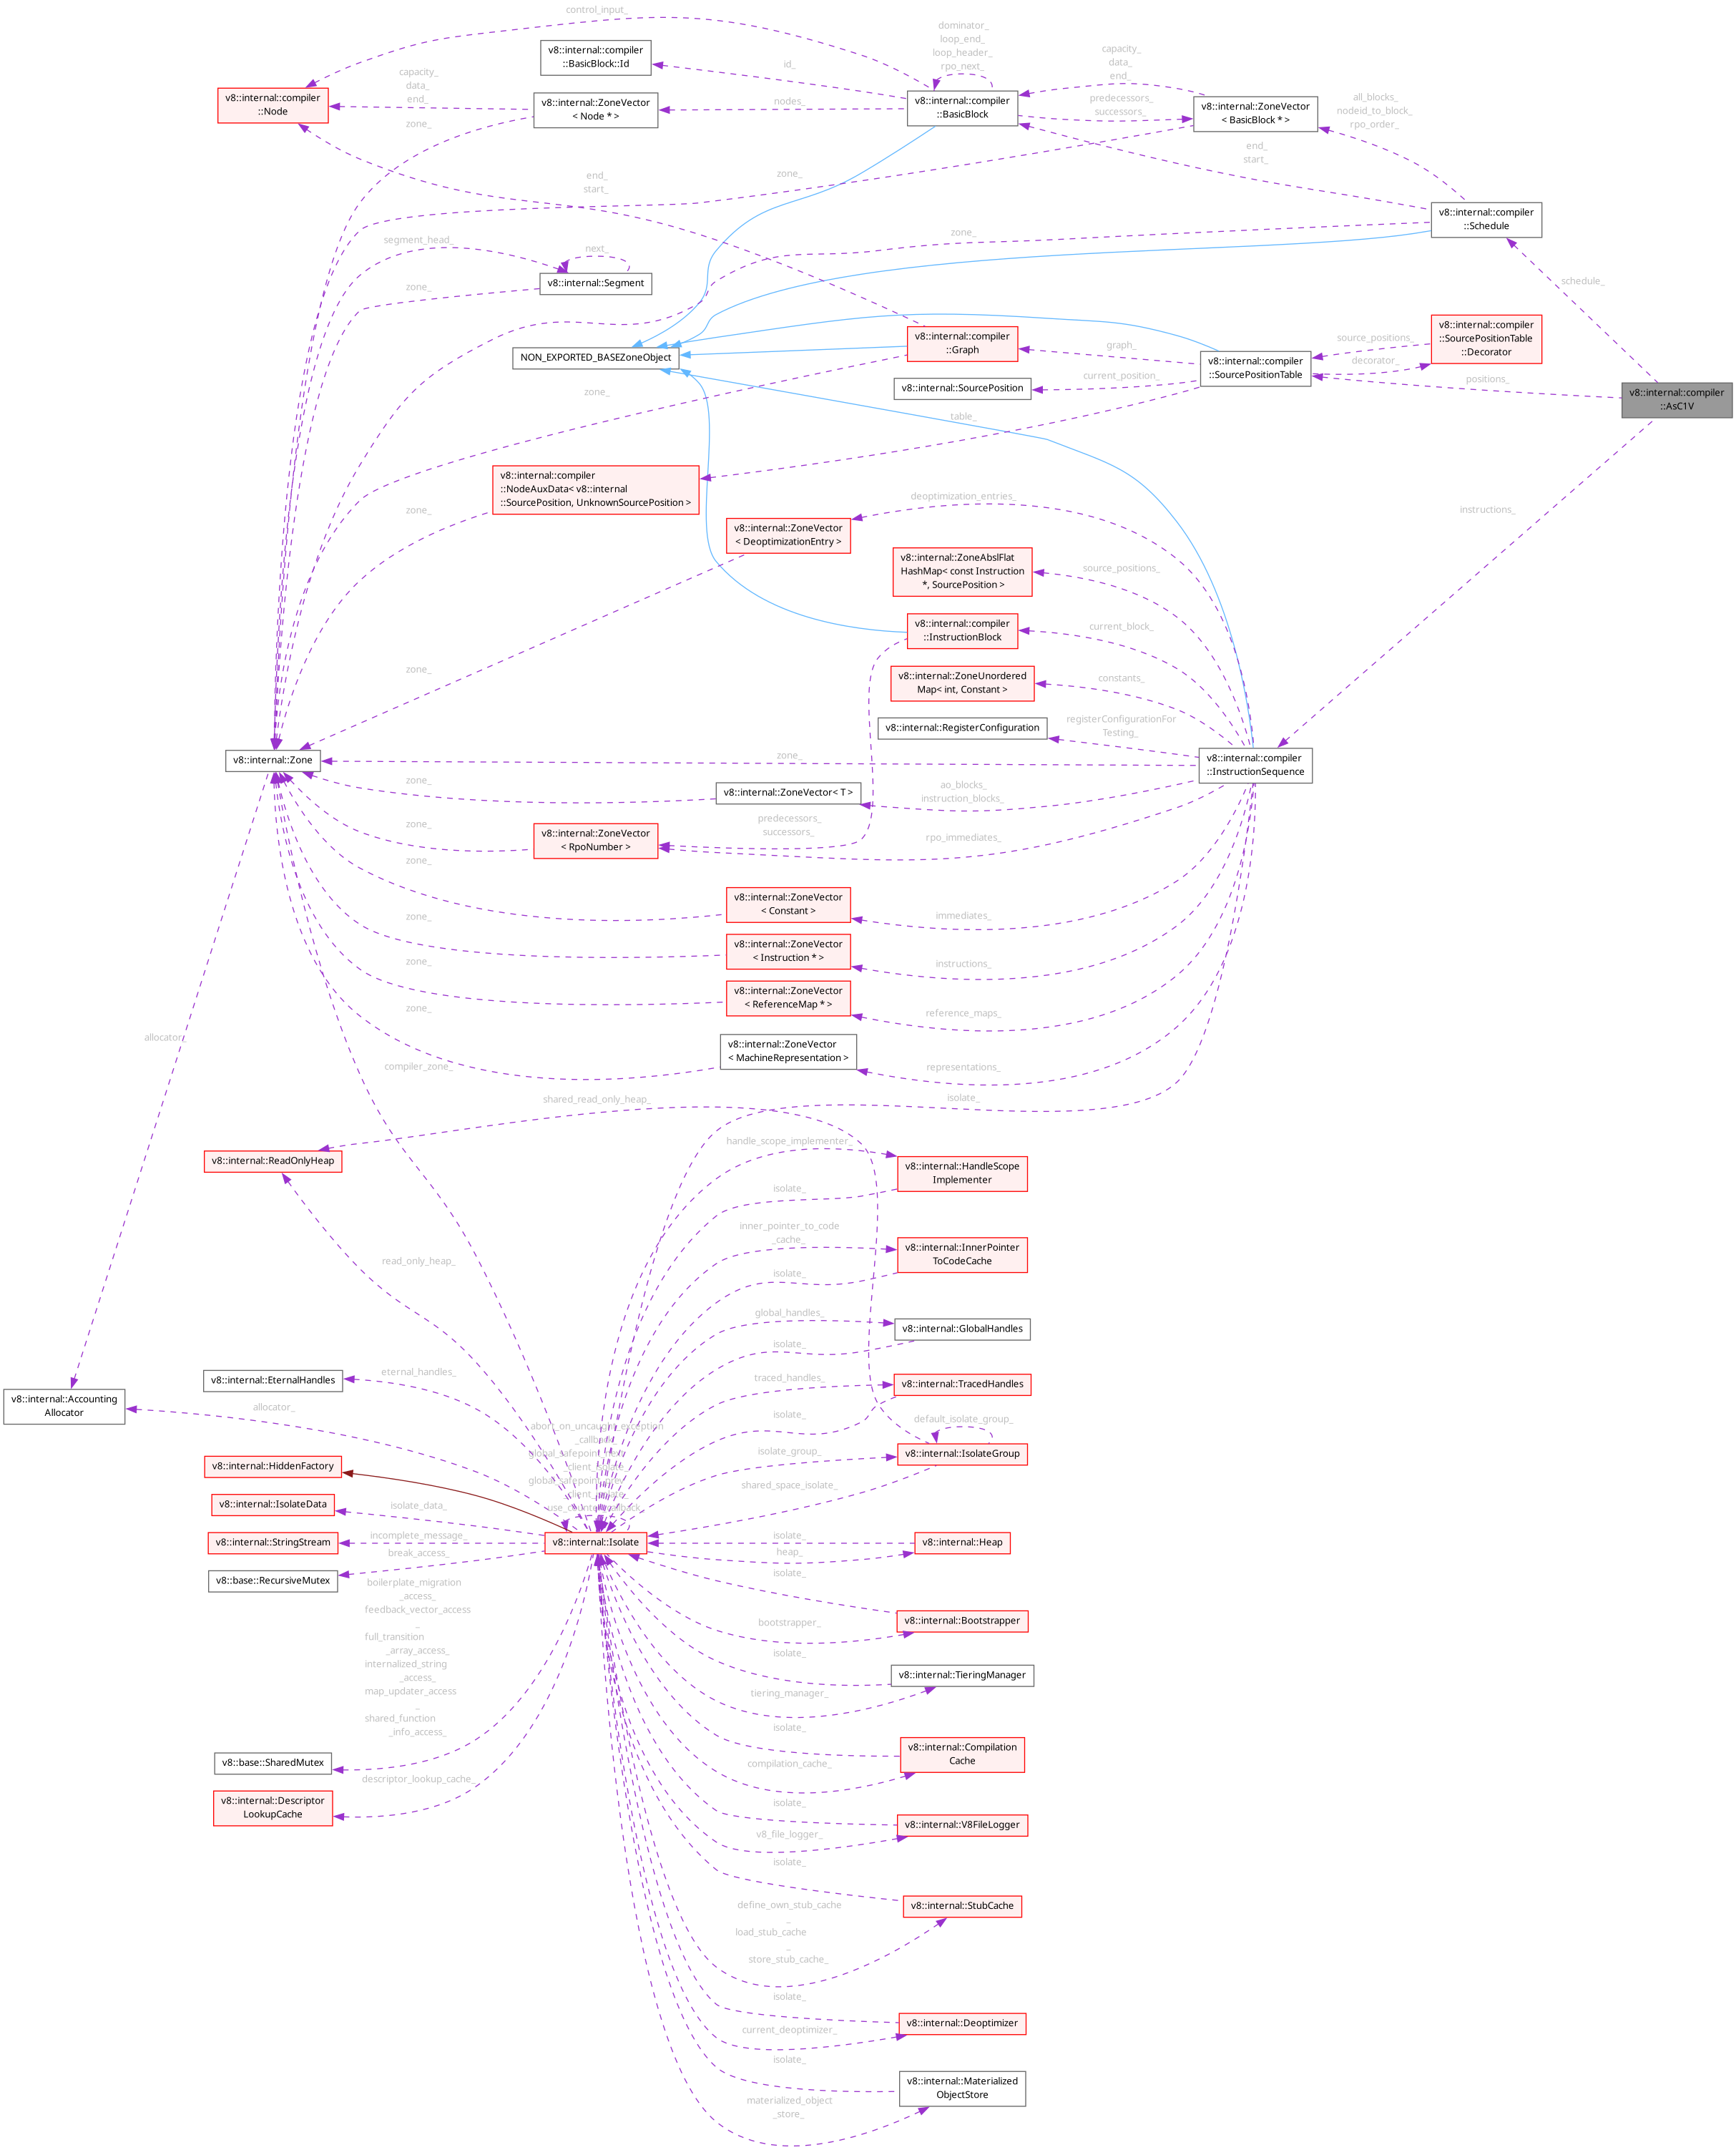 control_input_
dominator_
loop_end_
loop_header_
rpo_next_
v8::internal::compiler
::BasicBlock::Id
id_
capacity_
data_
end_
capacity_
data_
end_
v8::internal::compiler
::Node
v8::internal::ZoneVector
< Node * >
nodes_
v8::internal::compiler
::BasicBlock
predecessors_
successors_
v8::internal::ZoneVector
< BasicBlock * >
all_blocks_
nodeid_to_block_
rpo_order_
zone_
end_
start_
end_
start_
zone_
v8::internal::compiler
::Schedule
segment_head_
next_
zone_
zone_
v8::internal::Segment
schedule_
NON_EXPORTED_BASEZoneObject
v8::internal::compiler
::Graph
graph_
v8::internal::compiler
::SourcePositionTable
source_positions_
decorator_
v8::internal::compiler
::SourcePositionTable
::Decorator
v8::internal::SourcePosition
current_position_
positions_
v8::internal::compiler
::AsC1V
zone_
table_
v8::internal::compiler
::NodeAuxData< v8::internal
::SourcePosition, UnknownSourcePosition >
zone_
v8::internal::ZoneVector
< DeoptimizationEntry >
deoptimization_entries_
instructions_
v8::internal::ZoneAbslFlat
HashMap< const Instruction
*, SourcePosition >
source_positions_
v8::internal::compiler
::InstructionBlock
current_block_
zone_
v8::internal::ZoneUnordered
Map< int, Constant >
constants_
v8::internal::RegisterConfiguration
registerConfigurationFor
Testing_
v8::internal::Zone
zone_
v8::internal::compiler
::InstructionSequence
zone_
v8::internal::ZoneVector< T >
ao_blocks_
instruction_blocks_
zone_
v8::internal::ZoneVector
< RpoNumber >
predecessors_
successors_
rpo_immediates_
zone_
v8::internal::ZoneVector
< Constant >
immediates_
zone_
v8::internal::ZoneVector
< Instruction * >
instructions_
zone_
v8::internal::ZoneVector
< ReferenceMap * >
reference_maps_
zone_
allocator_
compiler_zone_
v8::internal::ZoneVector
< MachineRepresentation >
representations_
shared_read_only_heap_
isolate_
v8::internal::ReadOnlyHeap
handle_scope_implementer_
v8::internal::HandleScope
Implementer
isolate_
read_only_heap_
inner_pointer_to_code
_cache_
v8::internal::InnerPointer
ToCodeCache
isolate_
global_handles_
v8::internal::GlobalHandles
isolate_
v8::internal::Accounting
Allocator
v8::internal::EternalHandles
eternal_handles_
traced_handles_
v8::internal::TracedHandles
allocator_
isolate_
abort_on_uncaught_exception
_callback_
global_safepoint_next
_client_isolate_
global_safepoint_prev
_client_isolate_
use_counter_callback_
isolate_group_
default_isolate_group_
v8::internal::IsolateGroup
shared_space_isolate_
v8::internal::HiddenFactory
v8::internal::IsolateData
isolate_data_
v8::internal::StringStream
incomplete_message_
v8::internal::Isolate
isolate_
heap_
v8::internal::Heap
v8::base::RecursiveMutex
break_access_
isolate_
bootstrapper_
v8::internal::Bootstrapper
boilerplate_migration
_access_
feedback_vector_access
_
full_transition
_array_access_
internalized_string
_access_
map_updater_access
_
shared_function
_info_access_
isolate_
tiering_manager_
v8::internal::TieringManager
v8::base::SharedMutex
isolate_
compilation_cache_
v8::internal::Compilation
Cache
v8::internal::Descriptor
LookupCache
descriptor_lookup_cache_
isolate_
v8_file_logger_
v8::internal::V8FileLogger
isolate_
v8::internal::StubCache
define_own_stub_cache
_
load_stub_cache
_
store_stub_cache_
isolate_
current_deoptimizer_
v8::internal::Deoptimizer
isolate_
v8::internal::Materialized
ObjectStore
materialized_object
_store_